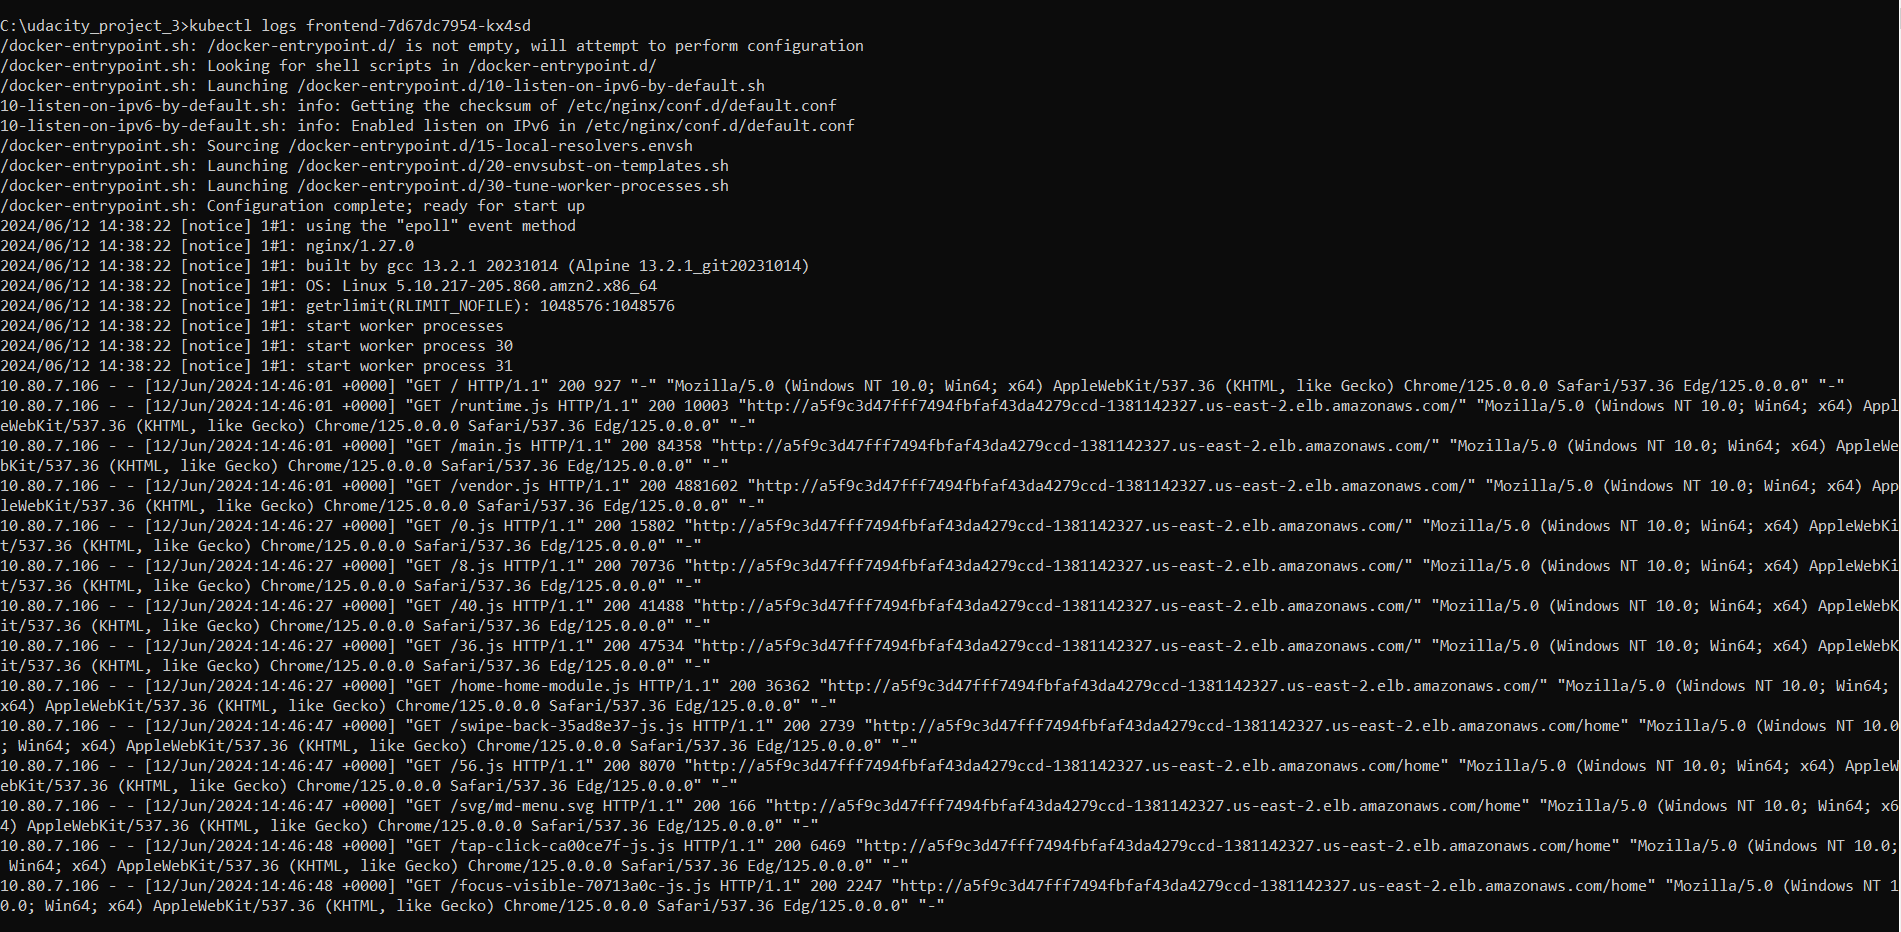 C:\udacity_project_3>kubectl logs frontend-7d67dc7954-kx4sd
/docker-entrypoint.sh: /docker-entrypoint.d/ is not empty, will attempt to perform configuration
/docker-entrypoint.sh: Looking for shell scripts in /docker-entrypoint.d/
/docker-entrypoint.sh: Launching /docker-entrypoint.d/10-listen-on-ipv6-by-default.sh
10-listen-on-ipv6-by-default.sh: info: Getting the checksum of /etc/nginx/conf.d/default.conf
10-listen-on-ipv6-by-default.sh: info: Enabled listen on IPv6 in /etc/nginx/conf.d/default.conf
/docker-entrypoint.sh: Sourcing /docker-entrypoint.d/15-local-resolvers.envsh
/docker-entrypoint.sh: Launching /docker-entrypoint.d/20-envsubst-on-templates.sh
/docker-entrypoint.sh: Launching /docker-entrypoint.d/30-tune-worker-processes.sh
/docker-entrypoint.sh: Configuration complete; ready for start up
2024/06/12 14:38:22 [notice] 1#1: using the "epoll" event method
2024/06/12 14:38:22 [notice] 1#1: nginx/1.27.0
2024/06/12 14:38:22 [notice] 1#1: built by gcc 13.2.1 20231014 (Alpine 13.2.1_git20231014)
2024/06/12 14:38:22 [notice] 1#1: OS: Linux 5.10.217-205.860.amzn2.x86_64
2024/06/12 14:38:22 [notice] 1#1: getrlimit(RLIMIT_NOFILE): 1048576:1048576
2024/06/12 14:38:22 [notice] 1#1: start worker processes
2024/06/12 14:38:22 [notice] 1#1: start worker process 30
2024/06/12 14:38:22 [notice] 1#1: start worker process 31
10.80.7.106 - - [12/Jun/2024:14:46:01 +0000] "GET / HTTP/1.1" 200 927 "-" "Mozilla/5.0 (Windows NT 10.0; Win64; x64) AppleWebKit/537.36 (KHTML, like Gecko) Chrome/125.0.0.0 Safari/537.36 Edg/125.0.0.0" "-"
10.80.7.106 - - [12/Jun/2024:14:46:01 +0000] "GET /runtime.js HTTP/1.1" 200 10003 "http://a5f9c3d47fff7494fbfaf43da4279ccd-1381142327.us-east-2.elb.amazonaws.com/" "Mozilla/5.0 (Windows NT 10.0; Win64; x64) Appl
eWebKit/537.36 (KHTML, like Gecko) Chrome/125.0.0.0 Safari/537.36 Edg/125.0.0.0" "-"
10.80.7.106 - - [12/Jun/2024:14:46:01 +0000] "GET /main.js HTTP/1.1" 200 84358 "http://a5f9c3d47fff7494fbfaf43da4279ccd-1381142327.us-east-2.elb.amazonaws.com/" "Mozilla/5.0 (Windows NT 10.0; Win64; x64) AppleWe
bKit/537.36 (KHTML, like Gecko) Chrome/125.0.0.0 Safari/537.36 Edg/125.0.0.0" "-"
10.80.7.106 - - [12/Jun/2024:14:46:01 +0000] "GET /vendor.js HTTP/1.1" 200 4881602 "http://a5f9c3d47fff7494fbfaf43da4279ccd-1381142327.us-east-2.elb.amazonaws.com/" "Mozilla/5.0 (Windows NT 10.0; Win64; x64) App
leWebKit/537.36 (KHTML, like Gecko) Chrome/125.0.0.0 Safari/537.36 Edg/125.0.0.0" "-"
10.80.7.106 - - [12/Jun/2024:14:46:27 +0000] "GET /0.js HTTP/1.1" 200 15802 "http://a5f9c3d47fff7494fbfaf43da4279ccd-1381142327.us-east-2.elb.amazonaws.com/" "Mozilla/5.0 (Windows NT 10.0; Win64; x64) AppleWebKi
t/537.36 (KHTML, like Gecko) Chrome/125.0.0.0 Safari/537.36 Edg/125.0.0.0" "-"
10.80.7.106 - - [12/Jun/2024:14:46:27 +0000] "GET /8.js HTTP/1.1" 200 70736 "http://a5f9c3d47fff7494fbfaf43da4279ccd-1381142327.us-east-2.elb.amazonaws.com/" "Mozilla/5.0 (Windows NT 10.0; Win64; x64) AppleWebKi
t/537.36 (KHTML, like Gecko) Chrome/125.0.0.0 Safari/537.36 Edg/125.0.0.0" "-"
10.80.7.106 - - [12/Jun/2024:14:46:27 +0000] "GET /40.js HTTP/1.1" 200 41488 "http://a5f9c3d47fff7494fbfaf43da4279ccd-1381142327.us-east-2.elb.amazonaws.com/" "Mozilla/5.0 (Windows NT 10.0; Win64; x64) AppleWebK
it/537.36 (KHTML, like Gecko) Chrome/125.0.0.0 Safari/537.36 Edg/125.0.0.0" "-"
10.80.7.106 - - [12/Jun/2024:14:46:27 +0000] "GET /36.js HTTP/1.1" 200 47534 "http://a5f9c3d47fff7494fbfaf43da4279ccd-1381142327.us-east-2.elb.amazonaws.com/" "Mozilla/5.0 (Windows NT 10.0; Win64; x64) AppleWebK
it/537.36 (KHTML, like Gecko) Chrome/125.0.0.0 Safari/537.36 Edg/125.0.0.0" "-"
10.80.7.106 - - [12/Jun/2024:14:46:27 +0000] "GET /home-home-module.js HTTP/1.1" 200 36362 "http://a5f9c3d47fff7494fbfaf43da4279ccd-1381142327.us-east-2.elb.amazonaws.com/" "Mozilla/5.0 (Windows NT 10.0; Win64;
x64) AppleWebKit/537.36 (KHTML, like Gecko) Chrome/125.0.0.0 Safari/537.36 Edg/125.0.0.0" "-"
10.80.7.106 - - [12/Jun/2024:14:46:47 +0000] "GET /swipe-back-35ad8e37-js.js HTTP/1.1" 200 2739 "http://a5f9c3d47fff7494fbfaf43da4279ccd-1381142327.us-east-2.elb.amazonaws.com/home" "Mozilla/5.0 (Windows NT 10.0
; Win64; x64) AppleWebKit/537.36 (KHTML, like Gecko) Chrome/125.0.0.0 Safari/537.36 Edg/125.0.0.0" "-"
10.80.7.106 - - [12/Jun/2024:14:46:47 +0000] "GET /56.js HTTP/1.1" 200 8070 "http://a5f9c3d47fff7494fbfaf43da4279ccd-1381142327.us-east-2.elb.amazonaws.com/home" "Mozilla/5.0 (Windows NT 10.0; Win64; x64) AppleW
ebKit/537.36 (KHTML, like Gecko) Chrome/125.0.0.0 Safari/537.36 Edg/125.0.0.0" "-"
10.80.7.106 - - [12/Jun/2024:14:46:47 +0000] "GET /svg/md-menu.svg HTTP/1.1" 200 166 "http://a5f9c3d47fff7494fbfaf43da4279ccd-1381142327.us-east-2.elb.amazonaws.com/home" "Mozilla/5.0 (Windows NT 10.0; Win64; x6
4) AppleWebKit/537.36 (KHTML, like Gecko) Chrome/125.0.0.0 Safari/537.36 Edg/125.0.0.0" "-"
10.80.7.106 - - [12/Jun/2024:14:46:48 +0000] "GET /tap-click-ca00ce7f-js.js HTTP/1.1" 200 6469 "http://a5f9c3d47fff7494fbfaf43da4279ccd-1381142327.us-east-2.elb.amazonaws.com/home" "Mozilla/5.0 (Windows NT 10.0;
 Win64; x64) AppleWebKit/537.36 (KHTML, like Gecko) Chrome/125.0.0.0 Safari/537.36 Edg/125.0.0.0" "-"
10.80.7.106 - - [12/Jun/2024:14:46:48 +0000] "GET /focus-visible-70713a0c-js.js HTTP/1.1" 200 2247 "http://a5f9c3d47fff7494fbfaf43da4279ccd-1381142327.us-east-2.elb.amazonaws.com/home" "Mozilla/5.0 (Windows NT 1
0.0; Win64; x64) AppleWebKit/537.36 (KHTML, like Gecko) Chrome/125.0.0.0 Safari/537.36 Edg/125.0.0.0" "-"